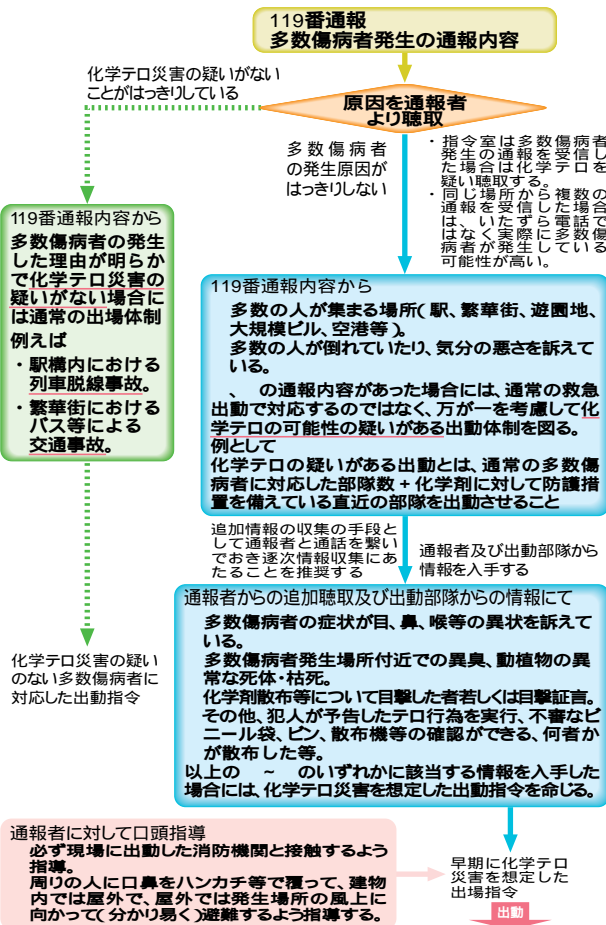 119番通報
多数傷病者発生の通報内容
化学テロ災害の疑いがない
ことがはっきりしている
原因を通報者
より聴取
多数傷病者
の発生原因が
はっきりしない
・指令室は多数傷病者
発生の通報を受信し
た場合は化学テロを
疑い聴取する。
・同じ場所から複数の
通報を受信した場合
は、いたずら電話で
はなく実際に多数傷
病者が発生している
可能性が高い。
119番通報内容から
多数傷病者の発生
した理由が明らか
で化学テロ災害の
疑いがない場合に
は通常の出場体制
例えば
・駅構内における
列車脱線事故。
・繁華街における
バス等による
交通事故。
119番通報内容から
多数の人が集まる場所(駅、繁華街、遊園地、
大規模ビル、空港等)。
多数の人が倒れていたり、気分の悪さを訴えて
いる。
、 の通報内容があった場合には、通常の救急
出動で対応するのではなく、万が一を考慮して化
学テロの可能性の疑いがある出動体制を図る。
例として
化学テロの疑いがある出動とは、通常の多数傷
病者に対応した部隊数+化学剤に対して防護措
置を備えている直近の部隊を出動させること
追加情報の収集の手段と
して通報者と通話を繋い
でおき逐次情報収集にあ
たることを推奨する
通報者及び出動部隊から
情報を入手する
通報者からの追加聴取及び出動部隊からの情報にて
多数傷病者の症状が目、鼻、喉等の異状を訴えて
いる。
多数傷病者発生場所付近での異臭、動植物の異
常な死体・枯死。
化学剤散布等について目撃した者若しくは目撃証言。
その他、犯人が予告したテロ行為を実行、不審なビ
ニール袋、ビン、散布機等の確認ができる、何者か
が散布した等。
以上の ~ のいずれかに該当する情報を入手した
場合には、化学テロ災害を想定した出動指令を命じる。
化学テロ災害の疑い
のない多数傷病者に
対応した出動指令
通報者に対して口頭指導
必ず現場に出動した消防機関と接触するよう
指導。
周りの人に口鼻をハンカチ等で覆って、建物
内では屋外で、屋外では発生場所の風上に
向かって(分かり易く)避難するよう指導する。
早期に化学テロ
災害を想定した
出場指令
出動